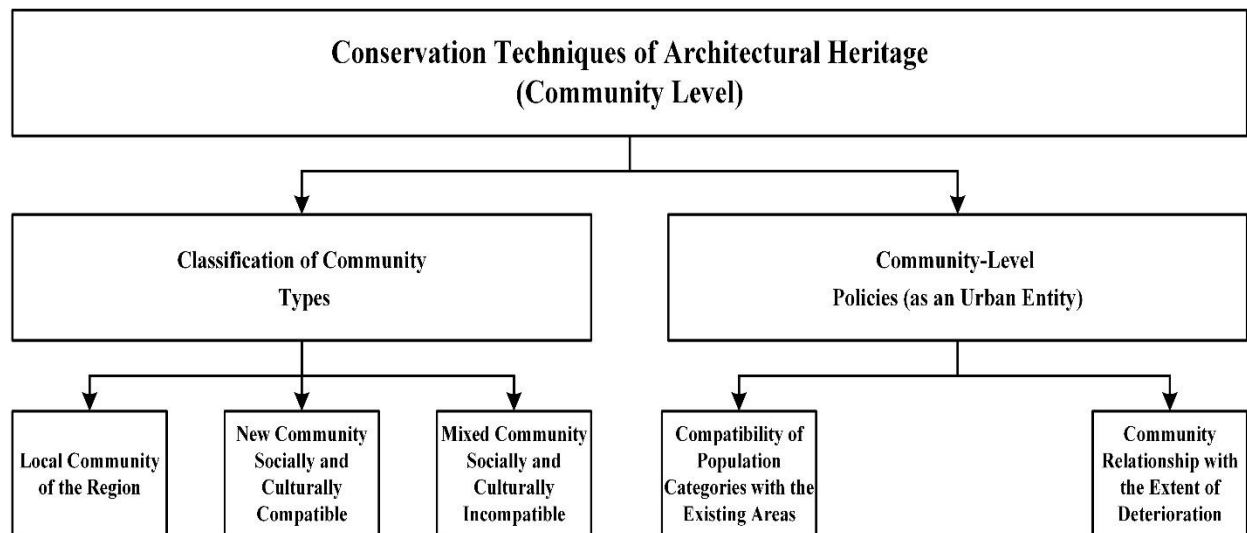 Conservation Techniques of Architectural Heritage
(Community Level)
Classification of Community
Types
Community-Level
Policies (as an Urban Entity)
Local Community
of the Region
New Community
Socially and
Culturally
Compatible
Mixed Community
Socially and
Culturally
Incompatible
Compatibility of
Population
Categories with the
Existing Areas
Community
Relationship with
the Extent of
Deterioration